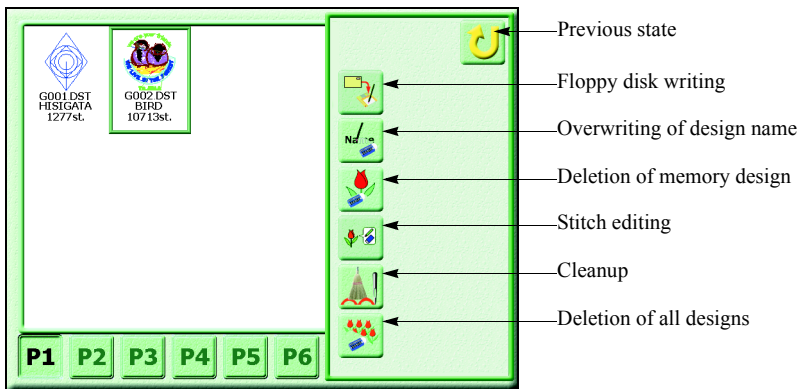 G001 DST
HISIGATA
1277st.
G002 DST
BIRD
10713st.
P1 P2 P3 P4 P5 P6
Previous state
Floppy disk writing
Overwriting of design name
Deletion of memory design
Stitch editing
Cleanup
Deletion of all designs